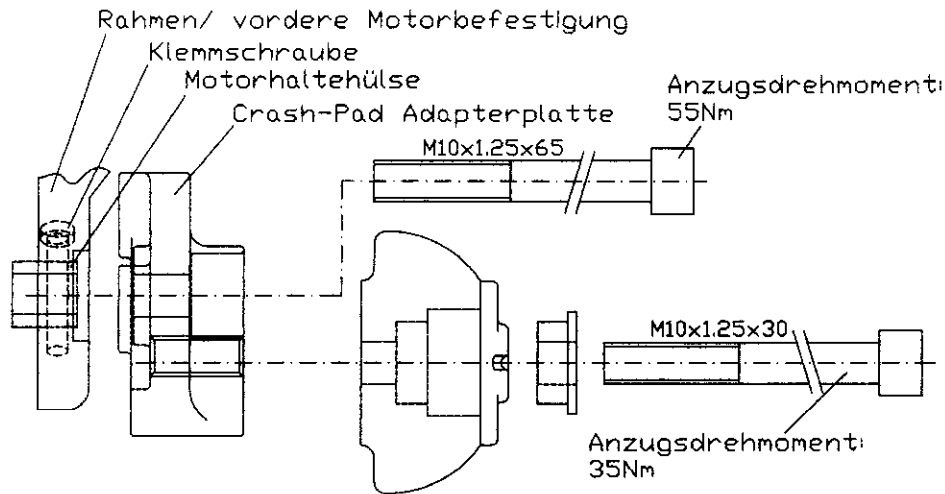 Rahmen/ vordere Motorbefestigung
Klemmschraube
Motorhaltehülse
Crash-Pad Adapterplatte
Anzugsdrehmoment:
55Nm
M10x1.25x65
M10x1.25x30
Anzugsdrehmoment:
35Nm